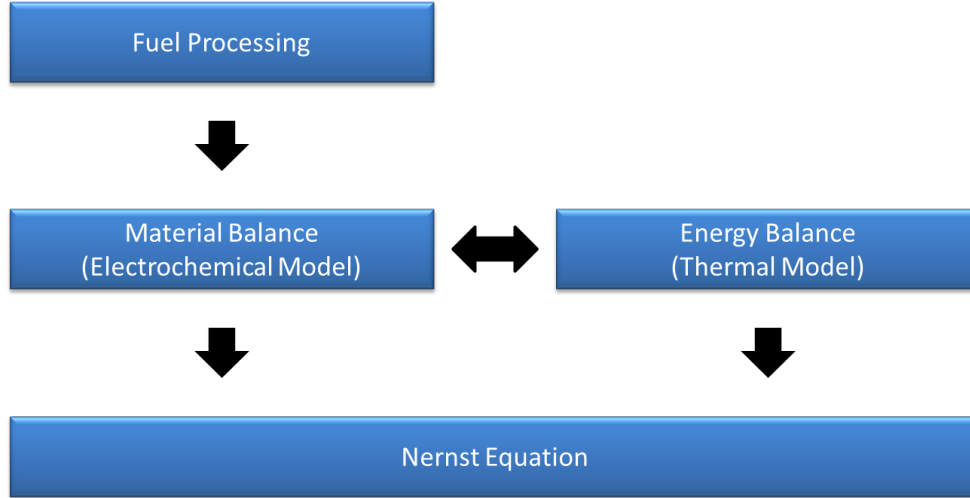 Fuel Processing
Material Balance
(Electrochemical Model)
Energy Balance
(Thermal Model)
Nernst Equation